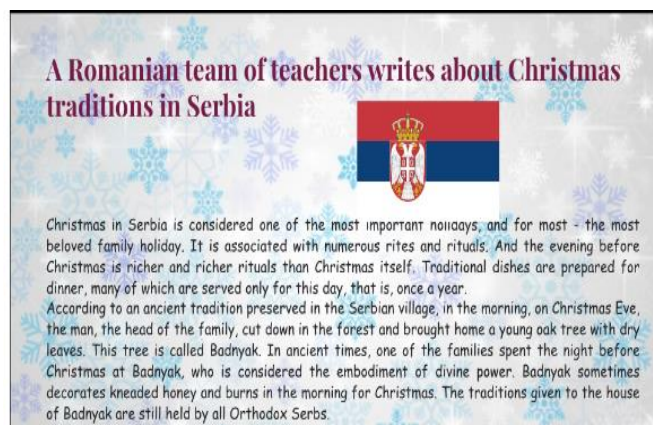 A Romanian team of teachers writes about Christmas
traditions in Serbia
Christmas in Serbia is considered one of the most important holidays, and for most - the most
beloved family holiday. It is associated with numerous rites and rituals. And the evening before
Christmas is richer and richer rituals than Christmas itself. Traditional dishes are prepared for
dinner, many of which are served only for this day, that is, once a year.
According to an ancient tradition preserved in the Serbian village, in the morning, on Christmas Eve,
the man, the head of the family, cut down in the forest and brought home a young oak tree with dry
leaves. This tree is called Badnyak. In ancient times, one of the families spent the night before
Christmas at Badnyak, who is considered the embodiment of divine power. Badnyak sometimes
decorates kneaded honey and burns in the morning for Christmas. The traditions given to the house
of Badnyak are still held by all Orthodox Serbs.